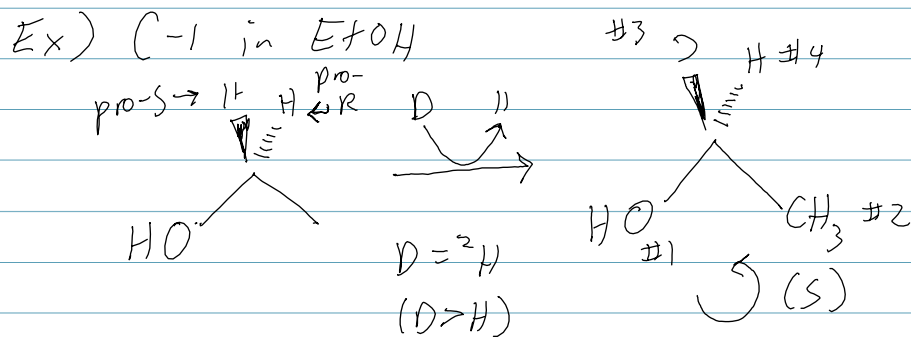 Ex) C-1 in EtOH
pro-S → H H ← pro-R
HO
D H
D = ²H
(D>H)
#3 D H #4
HO #1 CH₃ #2
(S)